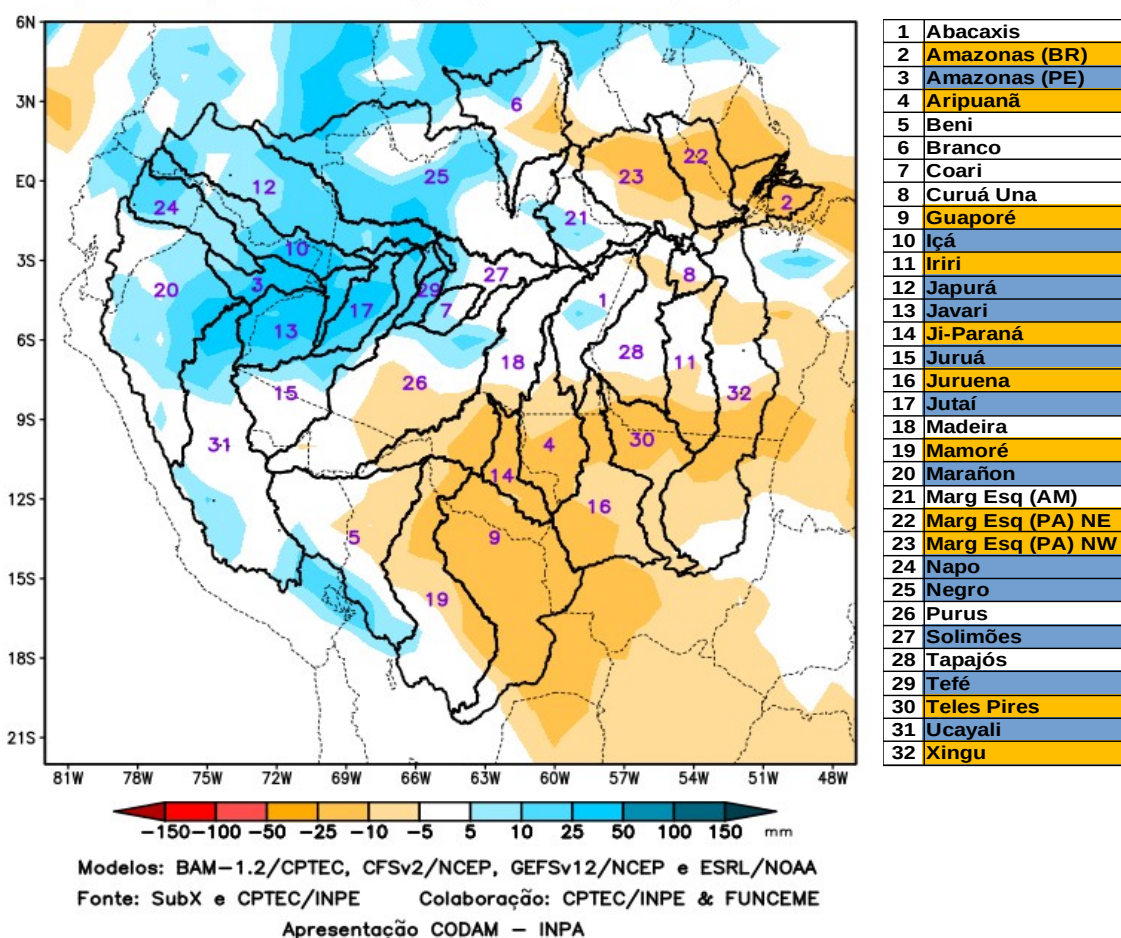 6N
3N
EQ
3S
6S
9S
12S
15S
18S
21S
81W 78W 75W 72W 69W 66W 63W 60W 57W 54W 51W 48W
6
22
12
25
23
24
2
21
10
27
8
3
20
29
7
1
17
13
28
18
11
26
15
32
31
4
30
14
16
5
9
19
−150 −100 −50 −25 −10 −5 5 10 25 50 100 150 mm
Modelos: BAM−1.2/CPTEC, CFSv2/NCEP, GEFSv12/NCEP e ESRL/NOAA
Fonte: SubX e CPTEC/INPE Colaboração: CPTEC/INPE & FUNCEME
Apresentação CODAM − INPA
1 Abacaxis
2 Amazonas (BR)
3 Amazonas (PE)
4 Aripuanã
5 Beni
6 Branco
7 Coari
8 Curuá Una
9 Guaporé
10 Içá
11 Iriri
12 Japurá
13 Javari
14 Ji-Paraná
15 Juruá
16 Juruena
17 Jutaí
18 Madeira
19 Mamoré
20 Marañon
21 Marg Esq (AM)
22 Marg Esq (PA) NE
23 Marg Esq (PA) NW
24 Napo
25 Negro
26 Purus
27 Solimões
28 Tapajós
29 Tefé
30 Teles Pires
31 Ucayali
32 Xingu